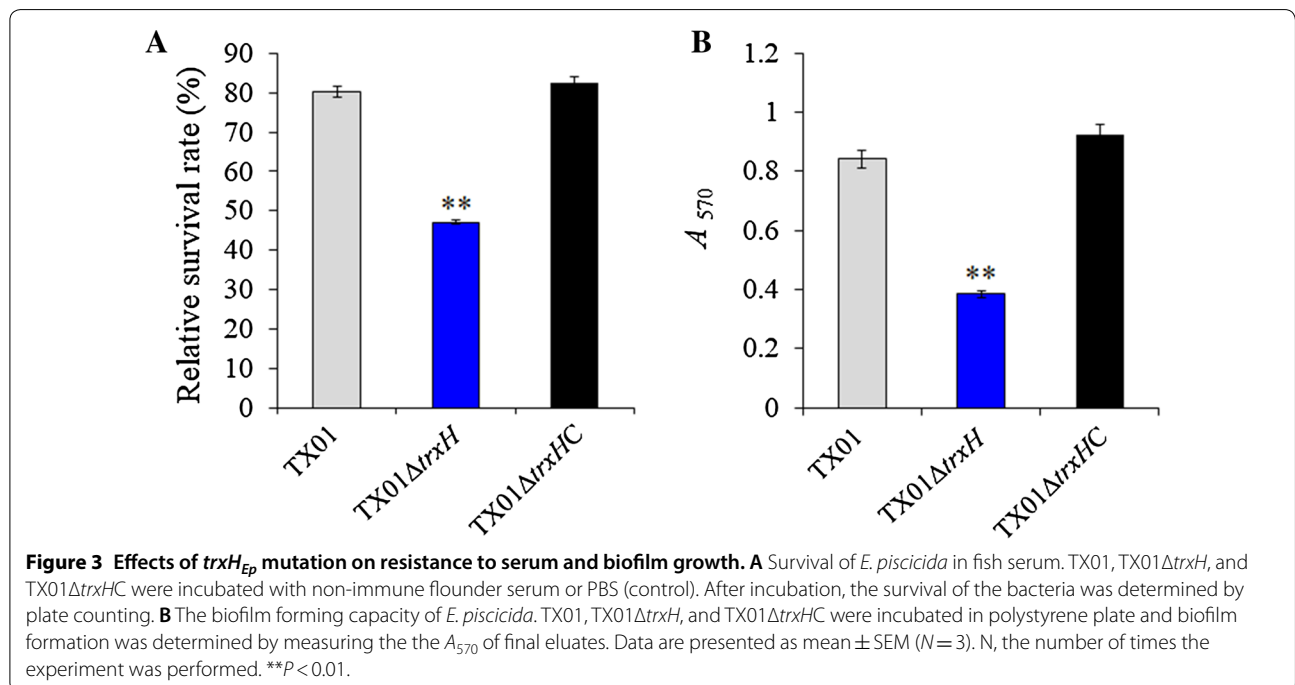 A
Relative survival rate (%)
90
80
70
60
50
40
30
20
10
0
**
TX01
TX01ΔtrxH
TX01ΔtrxHC
B
A 570
1.2
1
0.8
0.6
0.4
0.2
0
**
TX01
TX01ΔtrxH
TX01ΔtrxHC
Figure 3 Effects of trxH_Ep mutation on resistance to serum and biofilm growth. A Survival of E. piscicida in fish serum. TX01, TX01ΔtrxH, and
TX01ΔtrxHC were incubated with non-immune flounder serum or PBS (control). After incubation, the survival of the bacteria was determined by
plate counting. B The biofilm forming capacity of E. piscicida. TX01, TX01ΔtrxH, and TX01ΔtrxHC were incubated in polystyrene plate and biofilm
formation was determined by measuring the the A570 of final eluates. Data are presented as mean ± SEM (N = 3). N, the number of times the
experiment was performed. **P < 0.01.